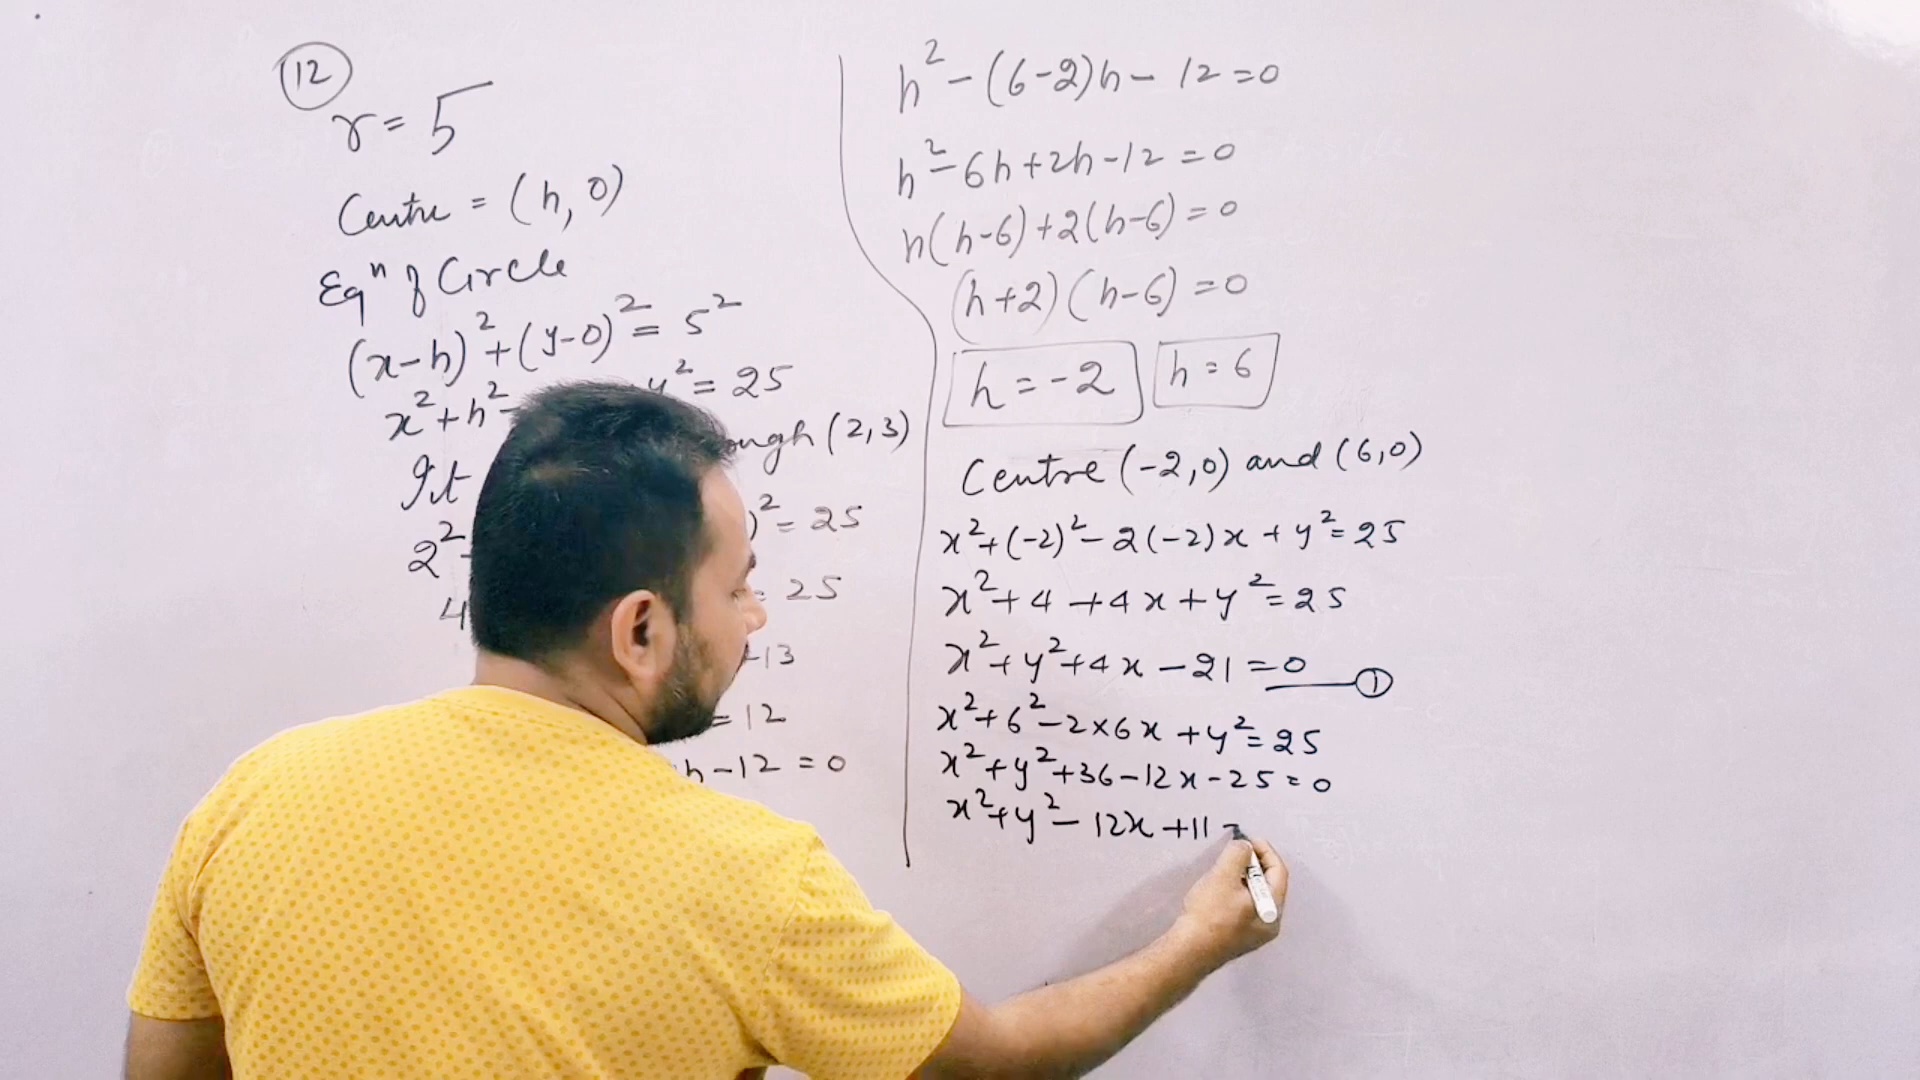 12
r = 5
Centre = (h, 0)
Eqⁿ of Circle
(x-h)² + (y-0)² = 5²
x² + h² - y² = 25
It (2,3)
2² )² = 25
4 = 25
13
= 12
h - 12 = 0
h² - (6-2)h - 12 = 0
h² - 6h + 2h - 12 = 0
h(h-6) + 2(h-6) = 0
(h+2)(h-6) = 0
h = -2 h = 6
Centre (-2,0) and (6,0)
x² + (-2)² - 2(-2)x + y² = 25
x² + 4 + 4x + y² = 25
x² + y² + 4x - 21 = 0 1
x² + 6² - 2×6x + y² = 25
x² + y² + 36 - 12x - 25 = 0
x² + y² - 12x + 11 =